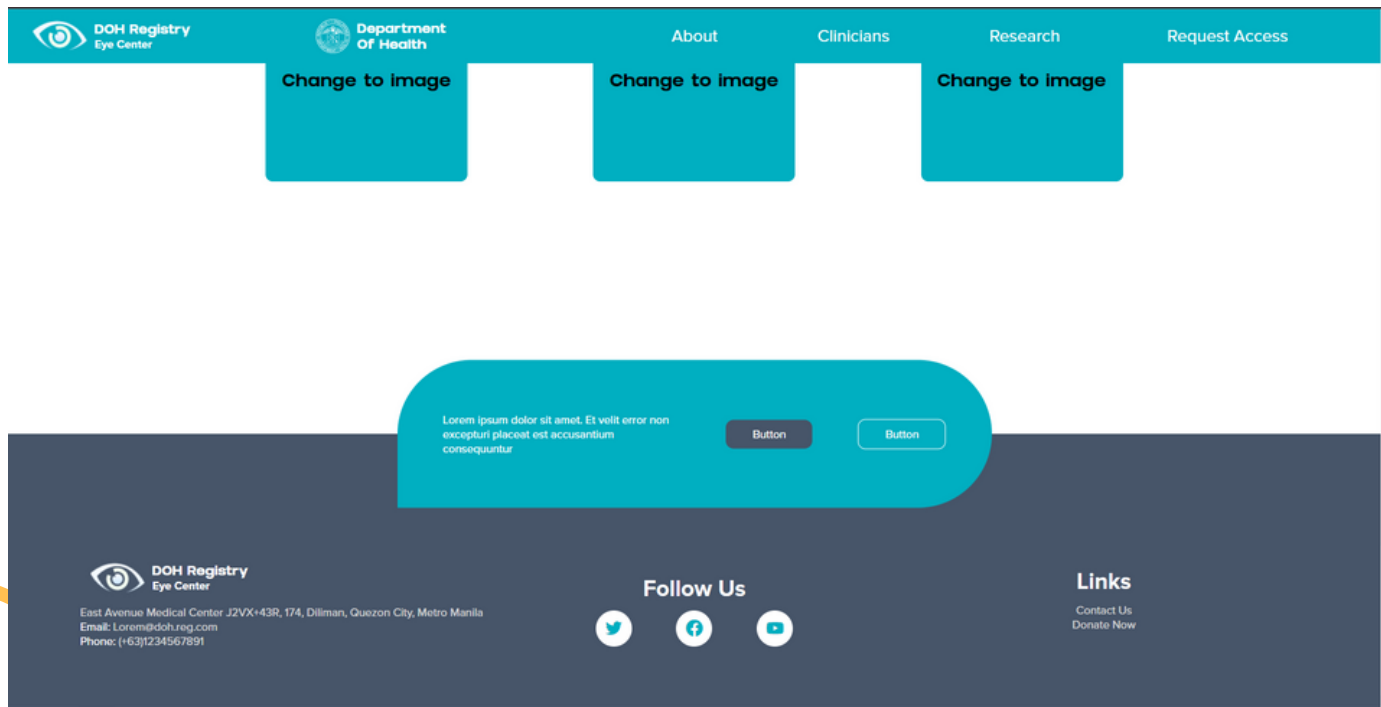 DOH Registry
Eye Center
Department
Of Health
About
Clinicians
Research
Request Access
Change to image
Change to image
Change to image
Lorem ipsum dolor sit amet. Et velit error non
excepturi placeat est accusantium
consequuntur
Button
Button
DOH Registry
Eye Center
East Avenue Medical Center J2VX+43R, 174, Diliman, Quezon City, Metro Manila
Email: Lorem@doh.reg.com
Phone: (+63)1234567891
Follow Us
Links
Contact Us
Donate Now